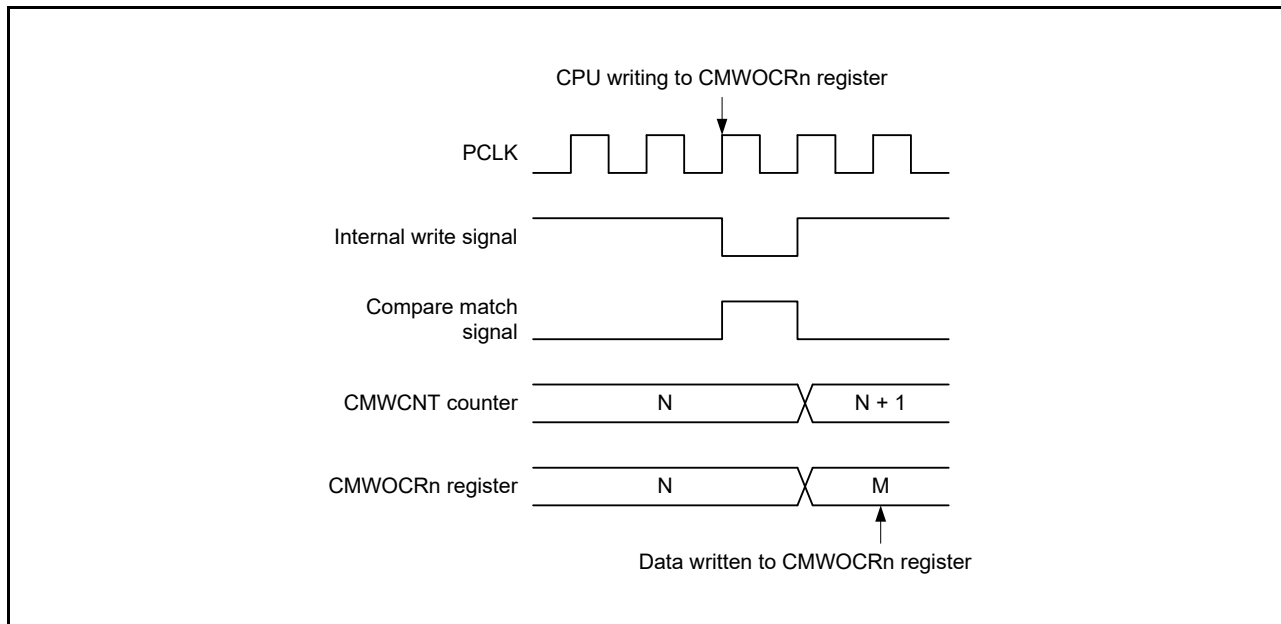 CPU writing to CMWOCRn register
PCLK
Internal write signal
Compare match
signal
CMWCNT counter
N
N + 1
CMWOCRn register
N
M
Data written to CMWOCRn register